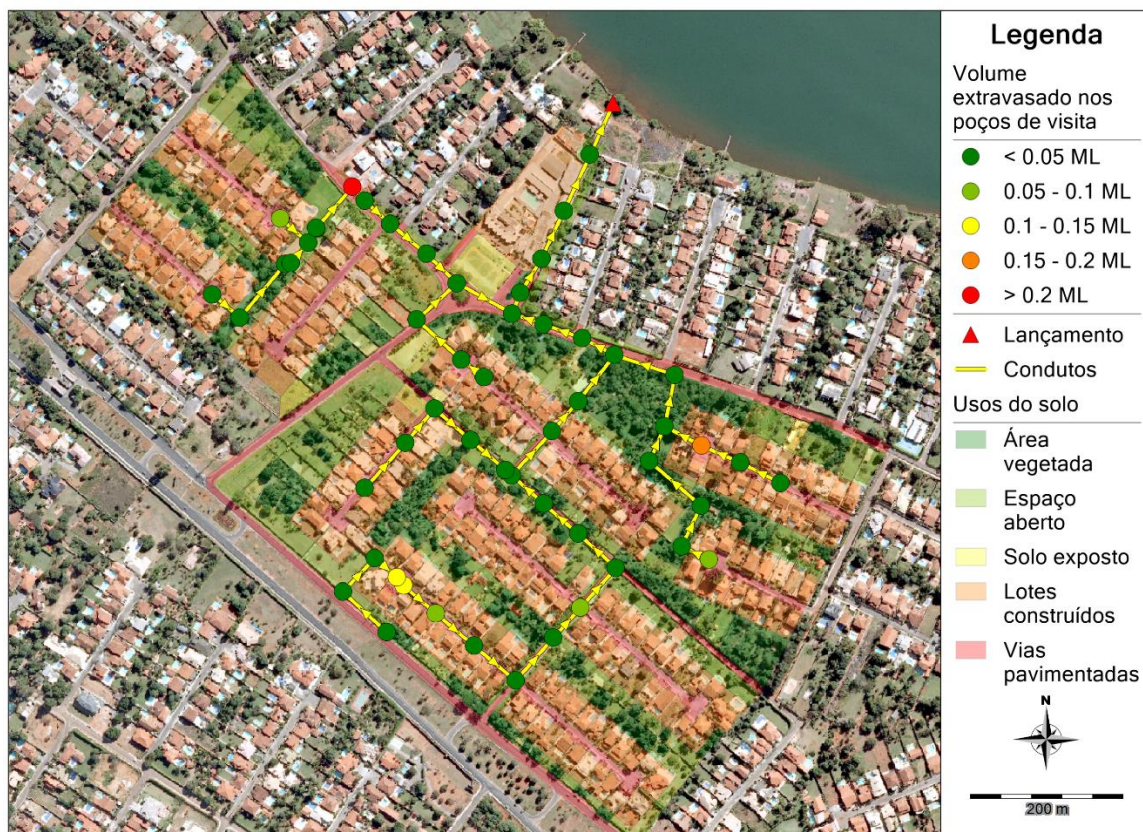 Legenda
Volume
extravasado nos
poços de visita
< 0.05 ML
0.05 - 0.1 ML
0.1 - 0.15 ML
0.15 - 0.2 ML
> 0.2 ML
Lançamento
Condutos
Usos do solo
Área
vegetada
Espaço
aberto
Solo exposto
Lotes
construídos
Vias
pavimentadas
N
200 m